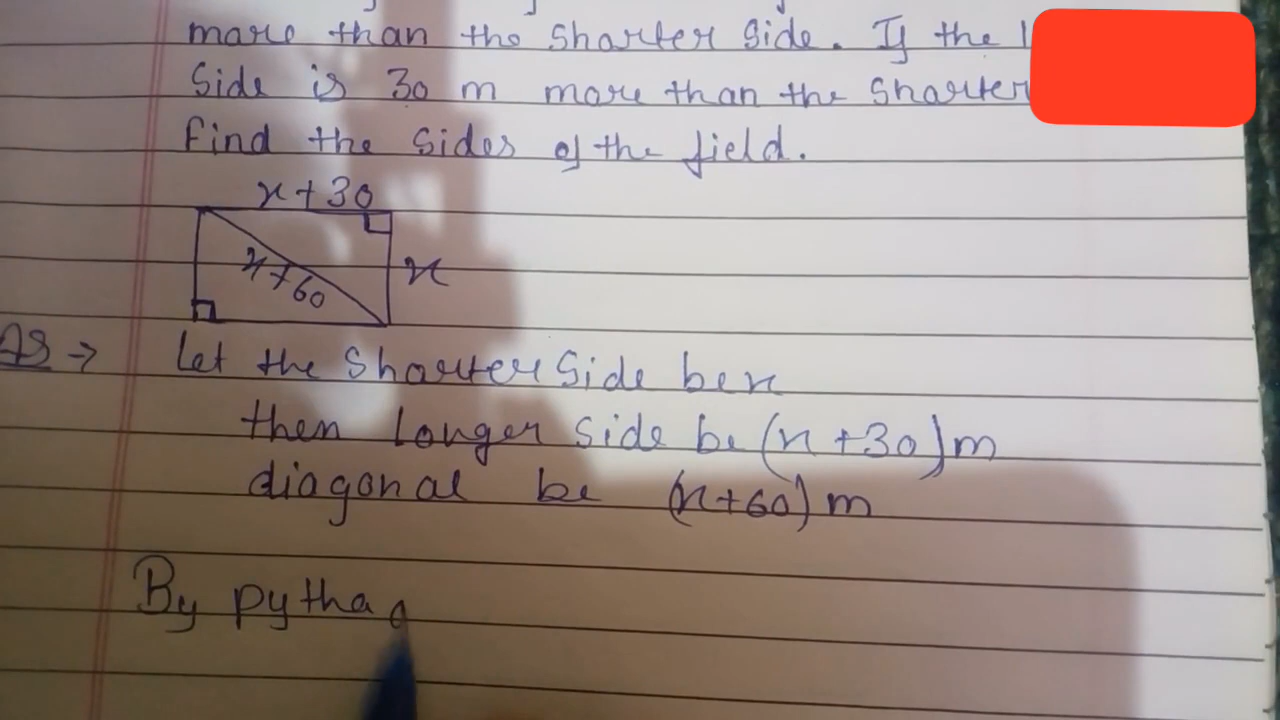 more than the Shorter Side. If the
Side is 30 m more than the Shorter
Find the Sides of the field.
x+30
x+60
x
As →
Let the Shorter Side be x
then Longer Side be (x+30)m
diagonal be (x+60)m
By pytha